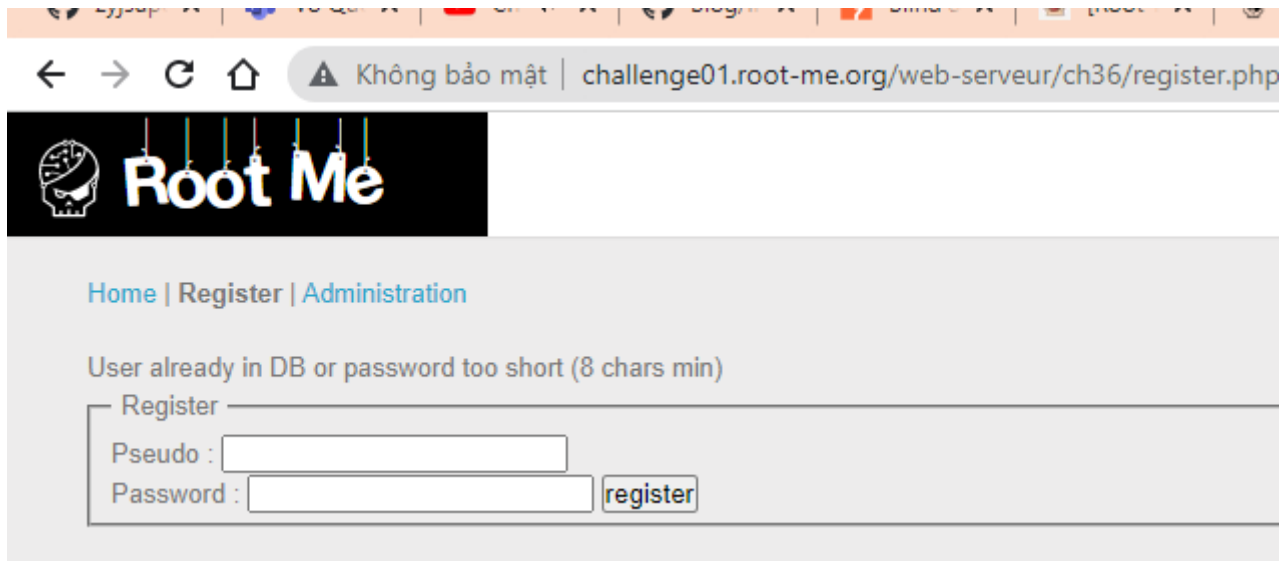 Không bảo mật | challenge01.root-me.org/web-serveur/ch36/register.php
Root Me
Home | Register | Administration
User already in DB or password too short (8 chars min)
Register
Pseudo :
Password : register